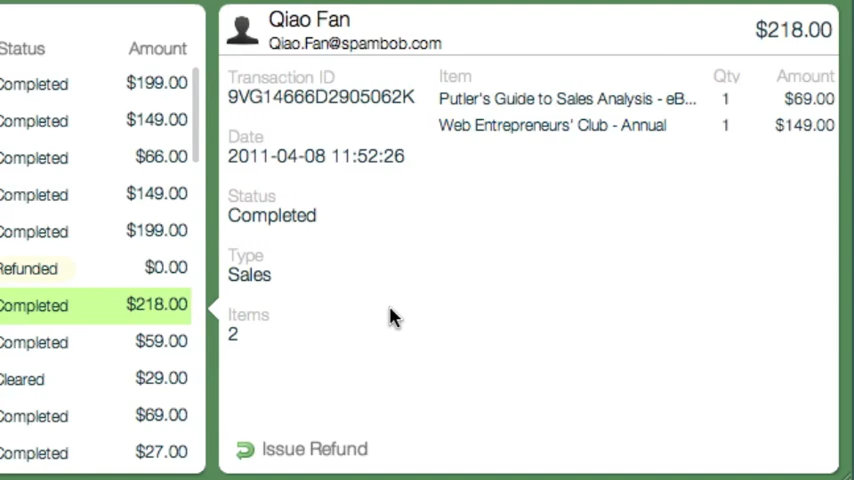 Status Amount
Completed $199.00
Completed $149.00
Completed $66.00
Completed $149.00
Completed $199.00
Refunded $0.00
Completed $218.00
Completed $59.00
Cleared $29.00
Completed $69.00
Completed $27.00
Qiao Fan
Qiao.Fan@spambob.com
$218.00
Transaction ID
9VG14666D2905062K
Date
2011-04-08 11:52:26
Status
Completed
Type
Sales
Items
2
Item Qty Amount
Putler's Guide to Sales Analysis - eB... 1 $69.00
Web Entrepreneurs' Club - Annual 1 $149.00
Issue Refund